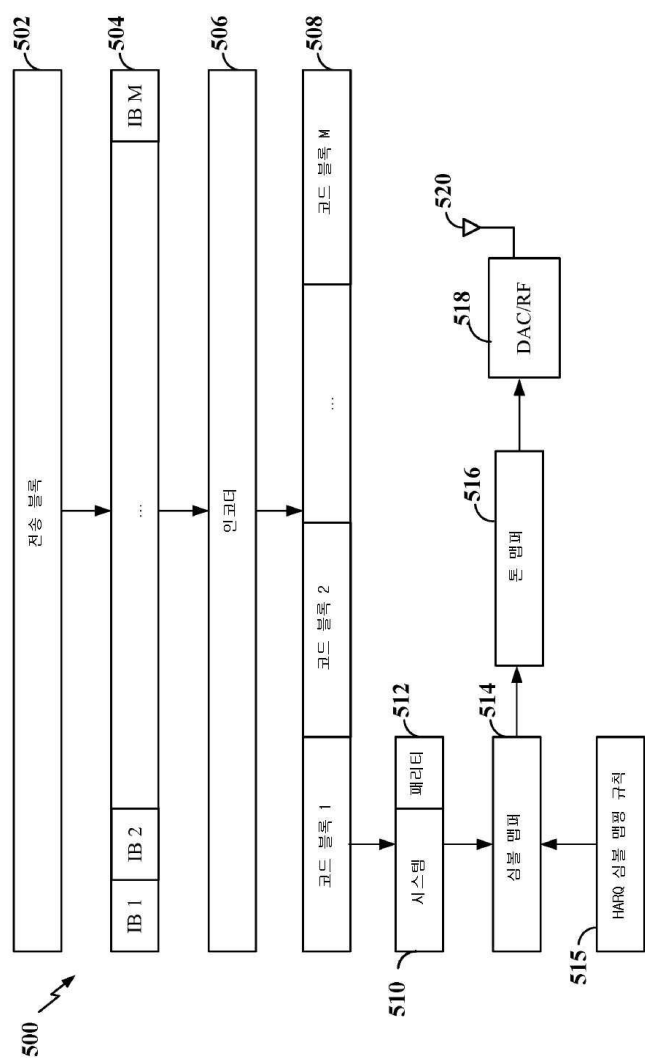 500
502
전송 블록
504
IB 1
IB 2
...
IB M
506
인코더
508
코드 블록 1
코드 블록 2
...
코드 블록 M
510
시스템
패리티
512
심볼 맵퍼
514
HARQ 심볼 맵핑 규칙
515
톤 맵퍼
516
DAC/RF
518
520